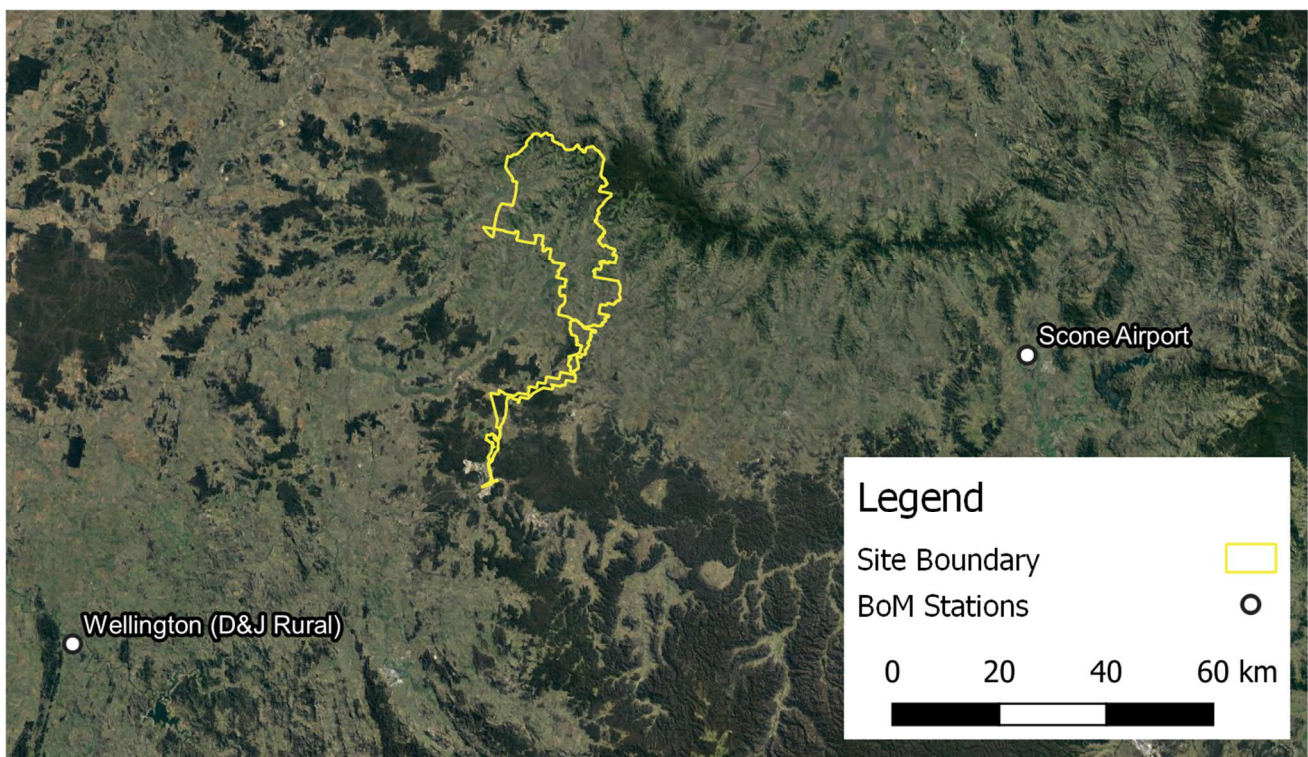 Scone Airport
Wellington (D&J Rural)
Legend
Site Boundary
BoM Stations
0 20 40 60 km